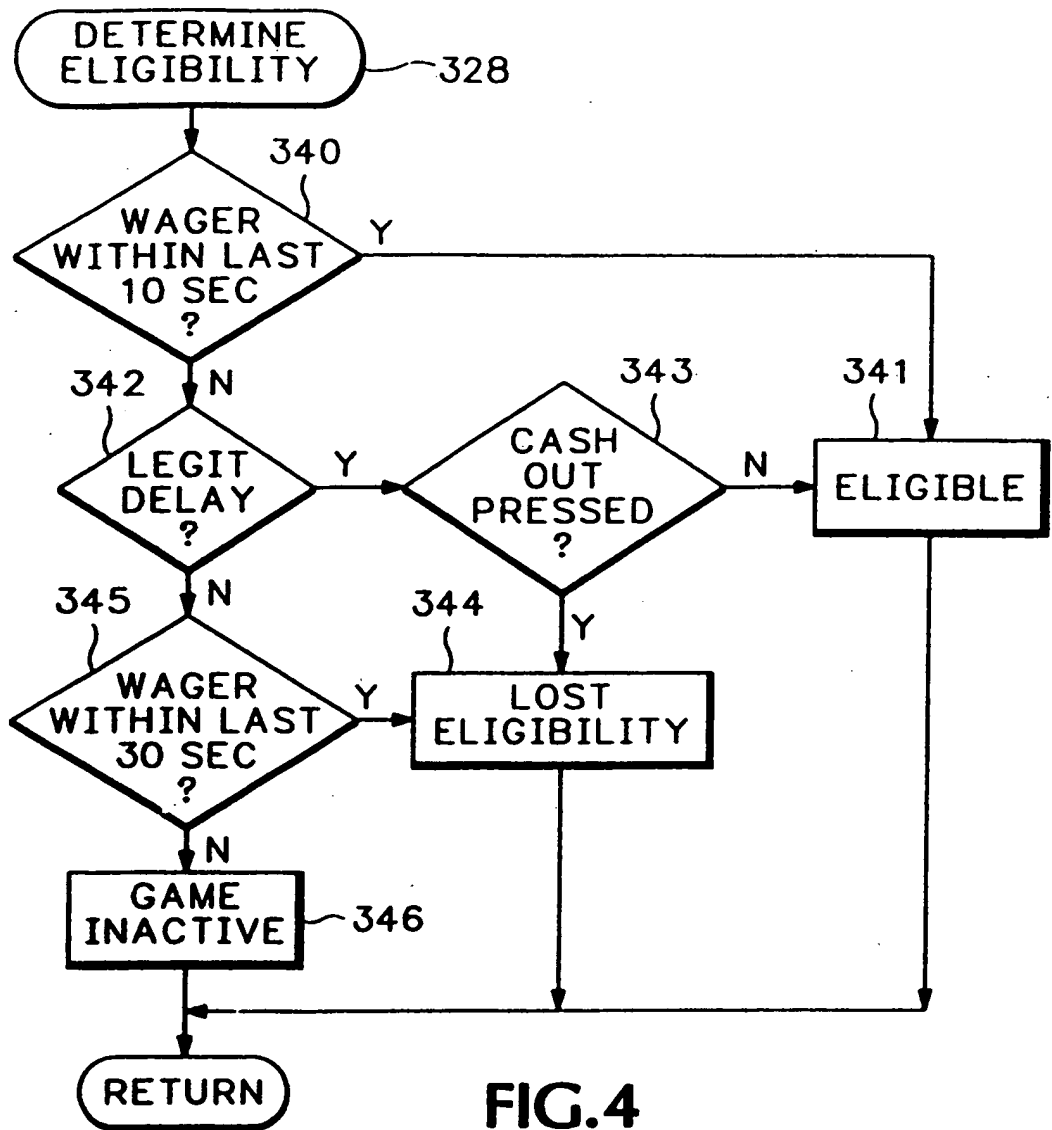 DETERMINE
ELIGIBILITY
328
340
WAGER
WITHIN LAST
10 SEC
?
Y
N
342
LEGIT
DELAY
?
Y
343
CASH
OUT
PRESSED
?
N
341
ELIGIBLE
N
Y
345
WAGER
WITHIN LAST
30 SEC
?
Y
344
LOST
ELIGIBILITY
N
GAME
INACTIVE
346
RETURN
FIG.4